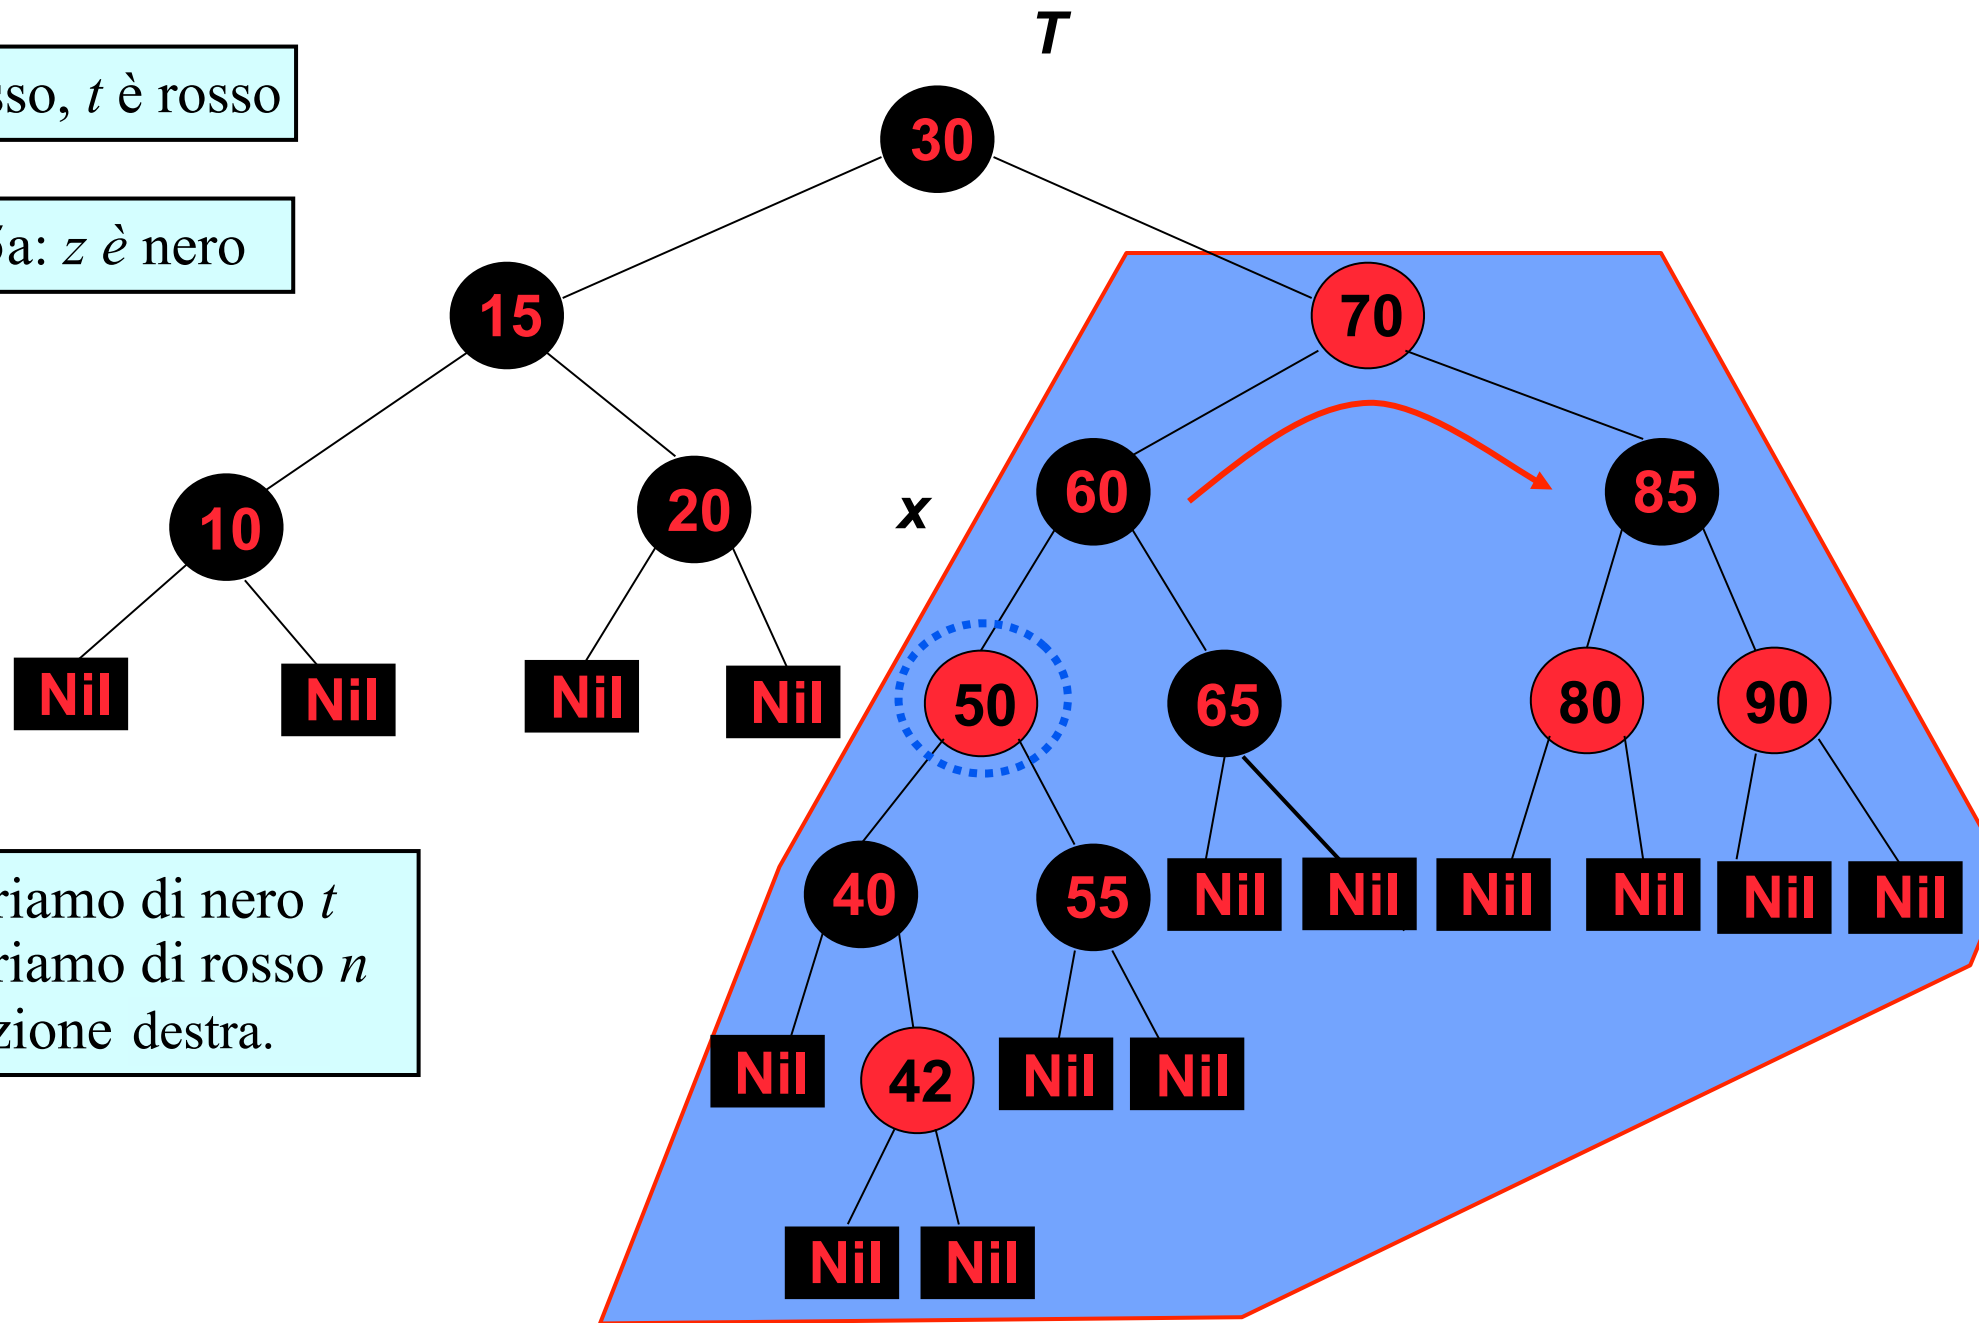 T
sso, t è rosso
30
5a: z è nero
15
70
60
85
10
20
x
Nil
Nil
Nil
Nil
50
65
80
90
riamo di nero t
riamo di rosso n
zione destra.
40
55
Nil
Nil
Nil
Nil
Nil
Nil
Nil
42
Nil
Nil
Nil
Nil